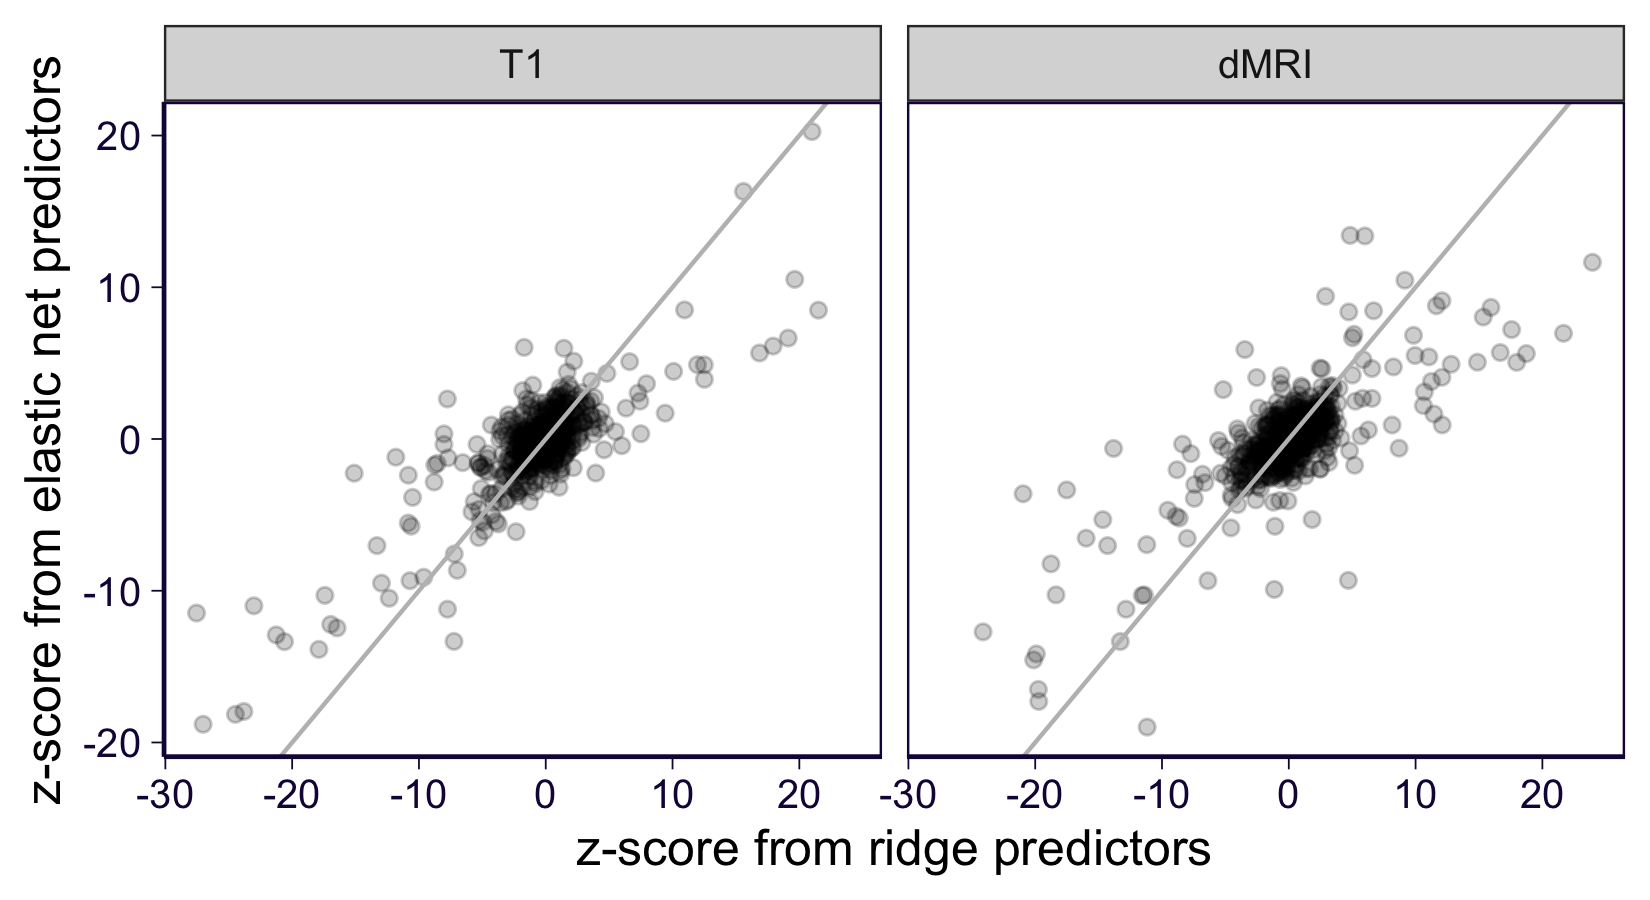 T1
dMRI
z-score from elastic net predictors
20
10
0
-10
-20
-30 -20 -10 0 10 20 -30 -20 -10 0 10 20
z-score from ridge predictors